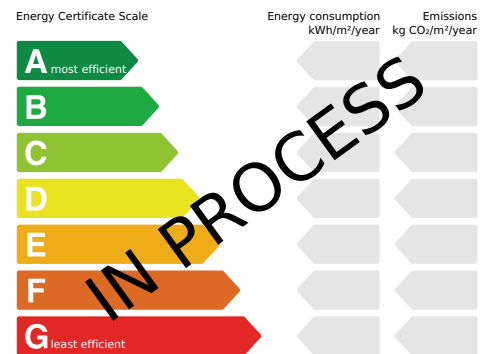 Energy Certificate Scale
Energy consumption
kWh/m²/year
Emissions
kg CO₂/m²/year
A most efficient
B
C
D
E
F
G least efficient
IN PROCESS